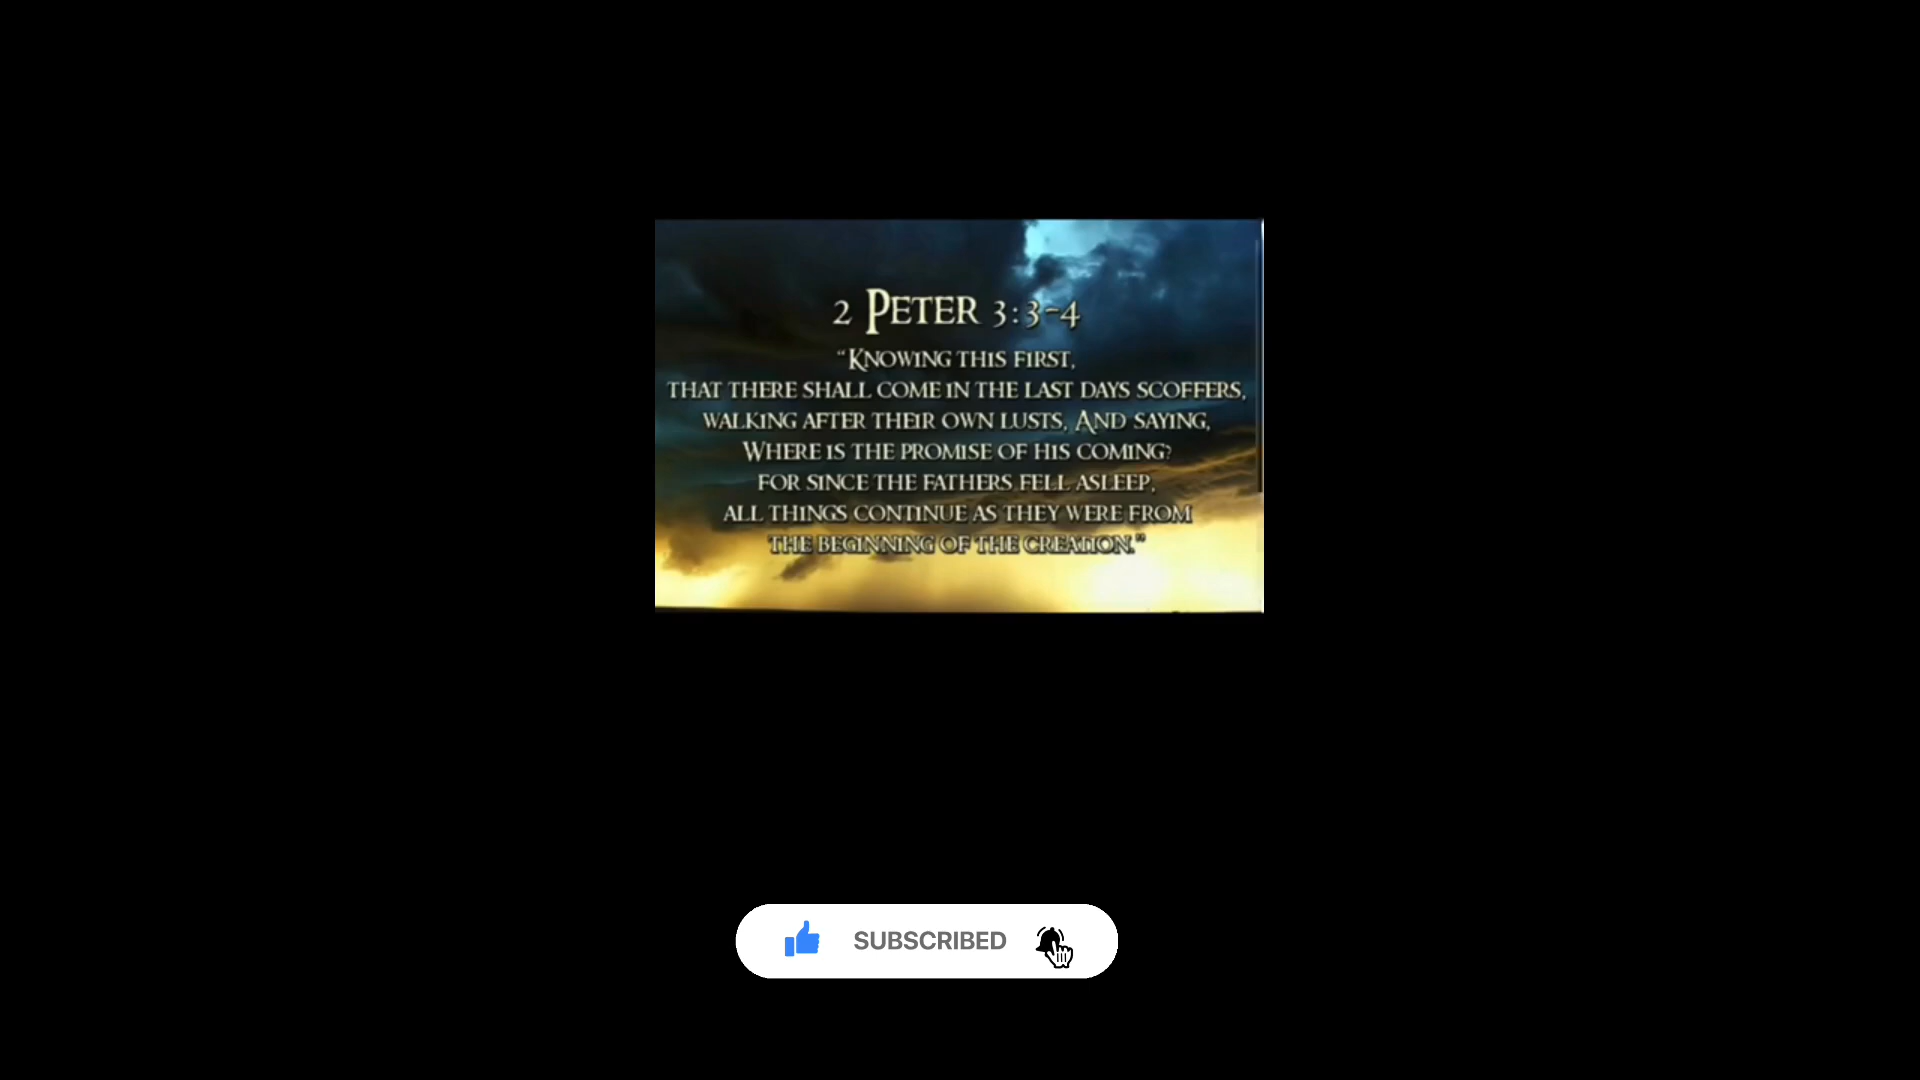 2 PETER 3:3-4
“KNOWING THIS FIRST,
THAT THERE SHALL COME IN THE LAST DAYS SCOFFERS,
WALKING AFTER THEIR OWN LUSTS, AND SAYING,
WHERE IS THE PROMISE OF HIS COMING?
FOR SINCE THE FATHERS FELL ASLEEP,
ALL THINGS CONTINUE AS THEY WERE FROM
THE BEGINNING OF THE CREATION.”
SUBSCRIBED